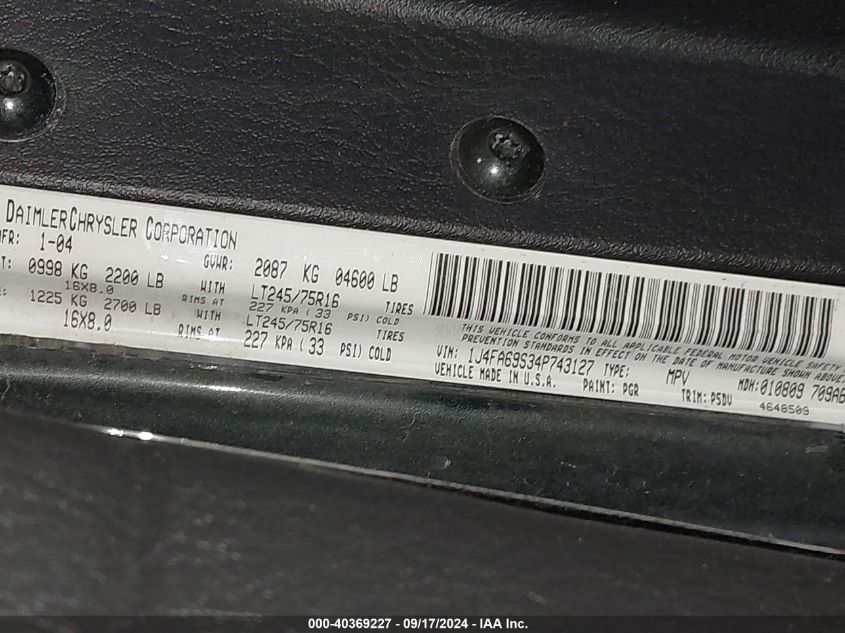 DAIMLERCHRYSLER CORPORATION
MFR: 1-04 GVWR: 2087 KG 04600 LB
0998 KG 2200 LB WITH LT245/75R16 TIRES
16X8.0 RIMS AT 227 KPA ( 33 PSI) COLD
1225 KG 2700 LB WITH LT245/75R16 TIRES
16X8.0 RIMS AT 227 KPA ( 33 PSI) COLD
THIS VEHICLE CONFORMS TO ALL APPLICABLE FEDERAL MOTOR VEHICLE SAFETY
PREVENTION STANDARDS IN EFFECT ON THE DATE OF MANUFACTURE SHOWN ABOVE.
VIN: 1J4FA69S34P743127 TYPE: MPV MDH: 010809 709AB
VEHICLE MADE IN U.S.A. PAINT: PGR TRIM: P5DV
4648509
000-40369227 - 09/17/2024 - IAA Inc.